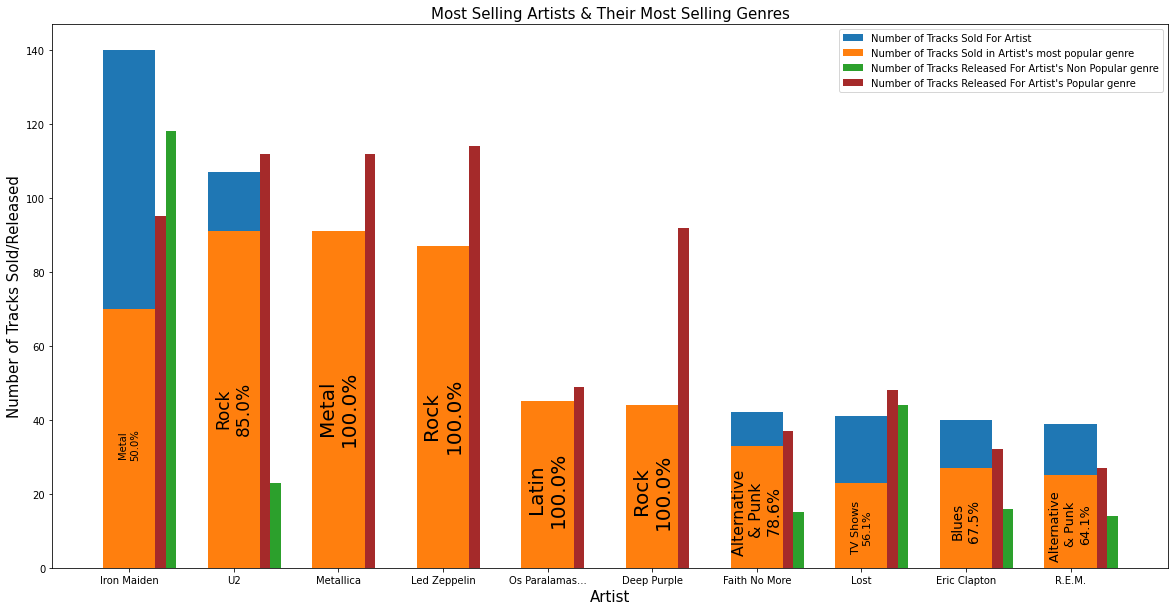 Most Selling Artists & Their Most Selling Genres
Number of Tracks Sold For Artist
Number of Tracks Sold in Artist's most popular genre
Number of Tracks Released For Artist's Non Popular genre
Number of Tracks Released For Artist's Popular genre
Number of Tracks Sold/Released
140
120
100
80
60
40
20
0
Metal
50.0%
Rock
85.0%
Metal
100.0%
Rock
100.0%
Latin
100.0%
Rock
100.0%
Alternative
& Punk
78.6%
TV Shows
56.1%
Blues
67.5%
Alternative
& Punk
64.1%
Iron Maiden
U2
Metallica
Led Zeppelin
Os Paralamas...
Deep Purple
Faith No More
Lost
Eric Clapton
R.E.M.
Artist